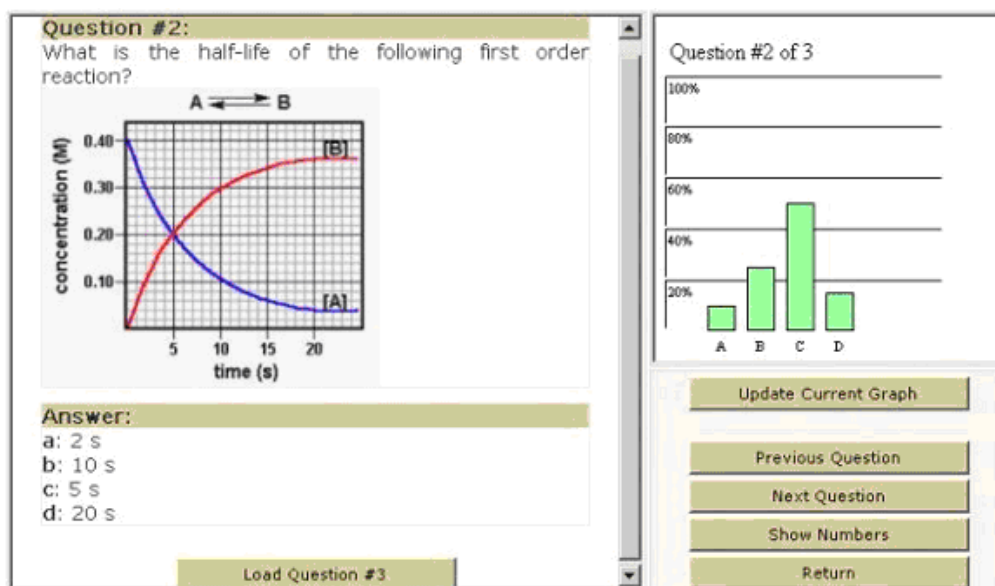 Question #2:
What is the half-life of the following first order
reaction?
A B
concentration (M)
0.40
0.30
0.20
0.10
[B]
[A]
5 10 15 20
time (s)
Answer:
a: 2 s
b: 10 s
c: 5 s
d: 20 s
Load Question #3
Question #2 of 3
100%
80%
60%
40%
20%
A B C D
Update Current Graph
Previous Question
Next Question
Show Numbers
Return